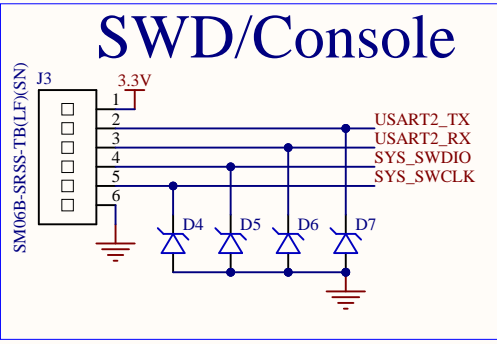 SWD/Console
J3
SM06B-SRSS-TB(LF)(SN)
3.3V
1
2
3
4
5
6
USART2_TX
USART2_RX
SYS_SWDIO
SYS_SWCLK
D4
D5
D6
D7